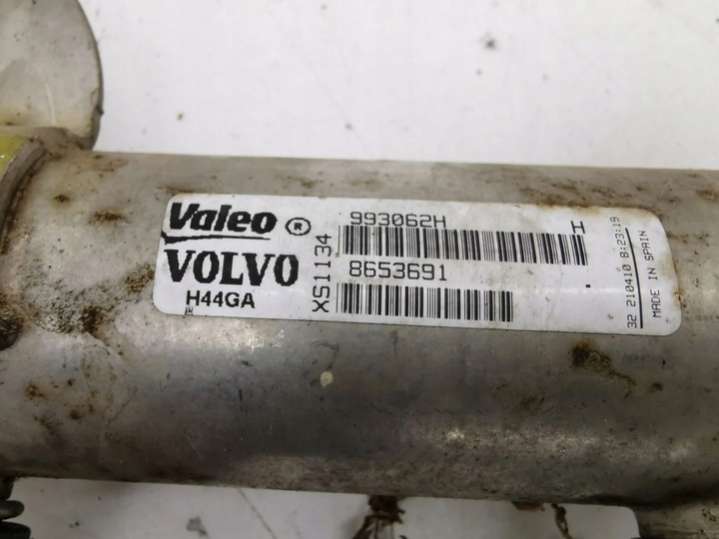 Valeo ®
VOLVO
H44GA
XS1134
993062H
H
8653691
32 210410 8:23:19
MADE IN SPAIN